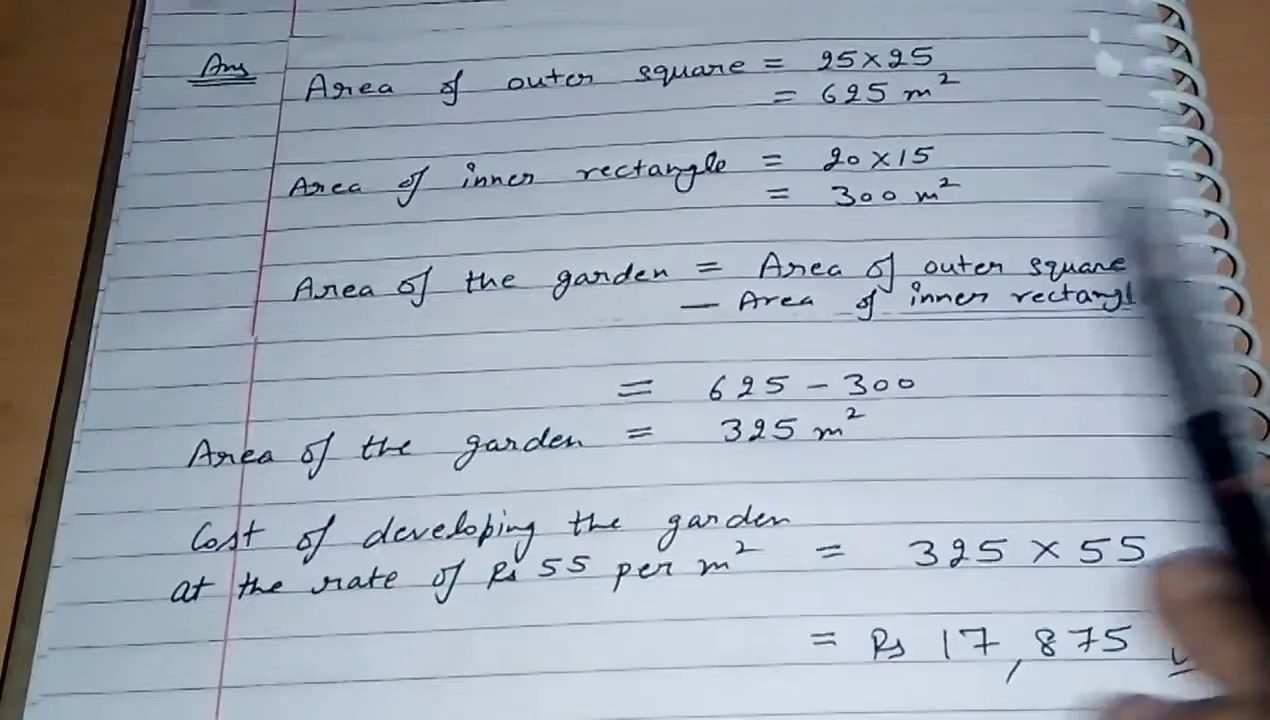 Ans
Area of outer square = 25×25
= 625 m²
Area of inner rectangle = 20×15
= 300 m²
Area of the garden = Area of outer square
— Area of inner rectangl
= 625 - 300
Area of the garden = 325 m²
Cost of developing the garden
at the rate of Rs 55 per m² = 325 × 55
= Rs 17,875